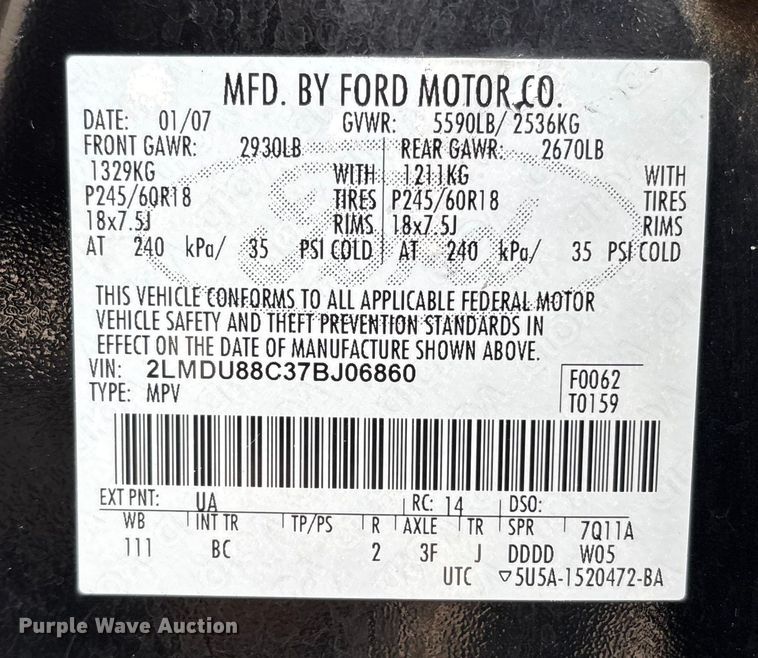 MFD. BY FORD MOTOR CO.
DATE: 01/07 GVWR: 5590LB/ 2536KG
FRONT GAWR: 2930LB REAR GAWR: 2670LB
1329KG WITH 1211KG WITH
P245/60R18 TIRES P245/60R18 TIRES
18x7.5J RIMS 18x7.5J RIMS
AT 240 kPa/ 35 PSI COLD AT 240 kPa/ 35 PSI COLD
Ford
THIS VEHICLE CONFORMS TO ALL APPLICABLE FEDERAL MOTOR
VEHICLE SAFETY AND THEFT PREVENTION STANDARDS IN
EFFECT ON THE DATE OF MANUFACTURE SHOWN ABOVE.
VIN: 2LMDU88C37BJ06860 F0062
TYPE: MPV T0159
EXT PNT: UA RC: 14 DSO:
WB INT TR TP/PS R AXLE TR SPR 7Q11A
111 BC 2 3F J DDDD W05
UTC ▽5U5A-1520472-BA
Purple Wave Auction